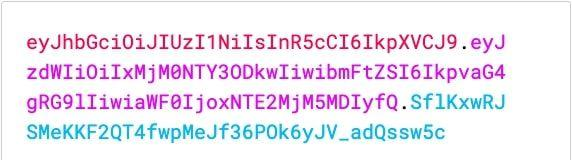 eyJhbGciOiJIUzI1NiIsInR5cCI6IkpXVCJ9.eyJ
zdWIiOiIxMjM0NTY3ODkwIiwibmFtZSI6IkpvaG4
gRG9lIiwiaWF0IjoxNTE2MjM5MDIyfQ.SflKxwRJ
SMeKKF2QT4fwpMeJf36POk6yJV_adQssw5c